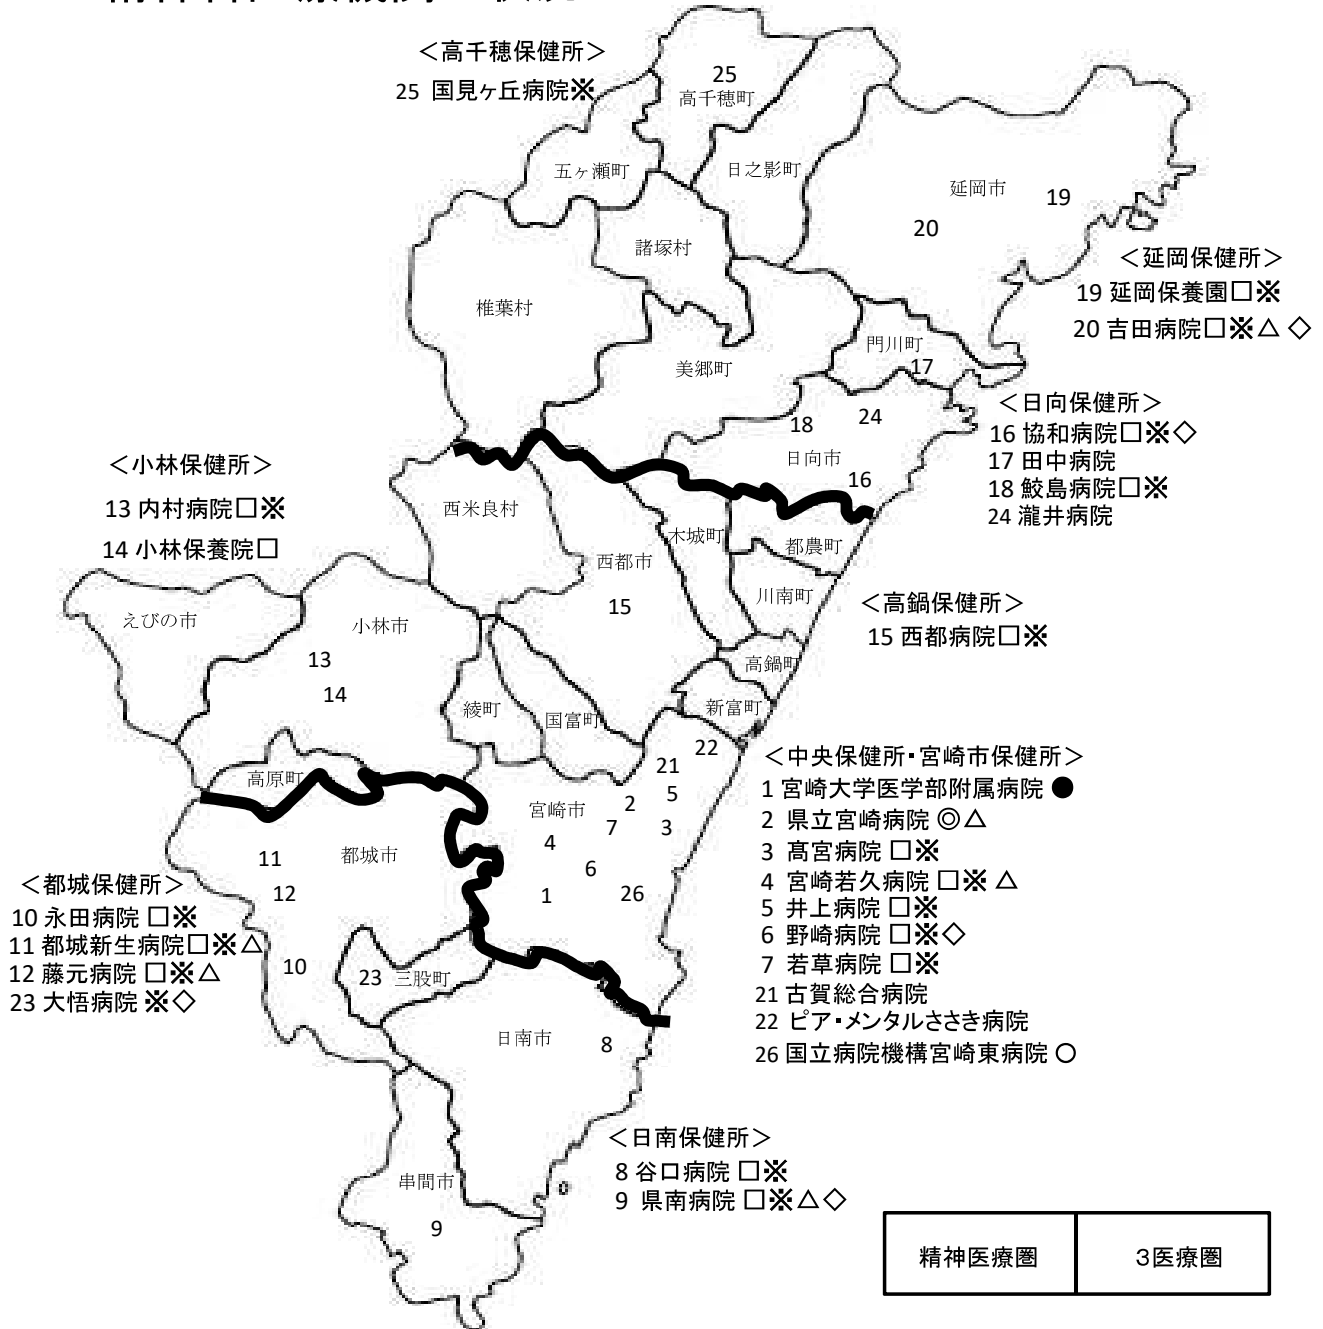 ＜高千穂保健所＞
25 国見ヶ丘病院※
25
高千穂町
五ヶ瀬町
日之影町
延岡市
19
20
諸塚村
椎葉村
＜延岡保健所＞
19 延岡保養園□※
20 吉田病院□※△ ◇
門川町
17
美郷町
18
24
日向市
16
＜日向保健所＞
16 協和病院□※◇
17 田中病院
18 鮫島病院□※
24 瀧井病院
＜小林保健所＞
13 内村病院□※
14 小林保養院□
西米良村
西都市
15
木城町
都農町
川南町
高鍋町
新富町
＜高鍋保健所＞
15 西都病院□※
えびの市
小林市
13
14
綾町
国富町
高原町
宮崎市
22
21
5
2
7
3
4
6
1
26
＜中央保健所・宮崎市保健所＞
1 宮崎大学医学部附属病院 ●
2 県立宮崎病院 ◎△
3 髙宮病院 □※
4 宮崎若久病院 □※ △
5 井上病院 □※
6 野崎病院 □※◇
7 若草病院 □※
21 古賀総合病院
22 ピア・メンタルささき病院
26 国立病院機構宮崎東病院 ○
都城市
11
12
10
23
三股町
＜都城保健所＞
10 永田病院 □※
11 都城新生病院□※△
12 藤元病院 □※△
23 大悟病院 ※◇
日南市
8
串間市
9
＜日南保健所＞
8 谷口病院 □※
9 県南病院 □※△◇
精神医療圏
3医療圏